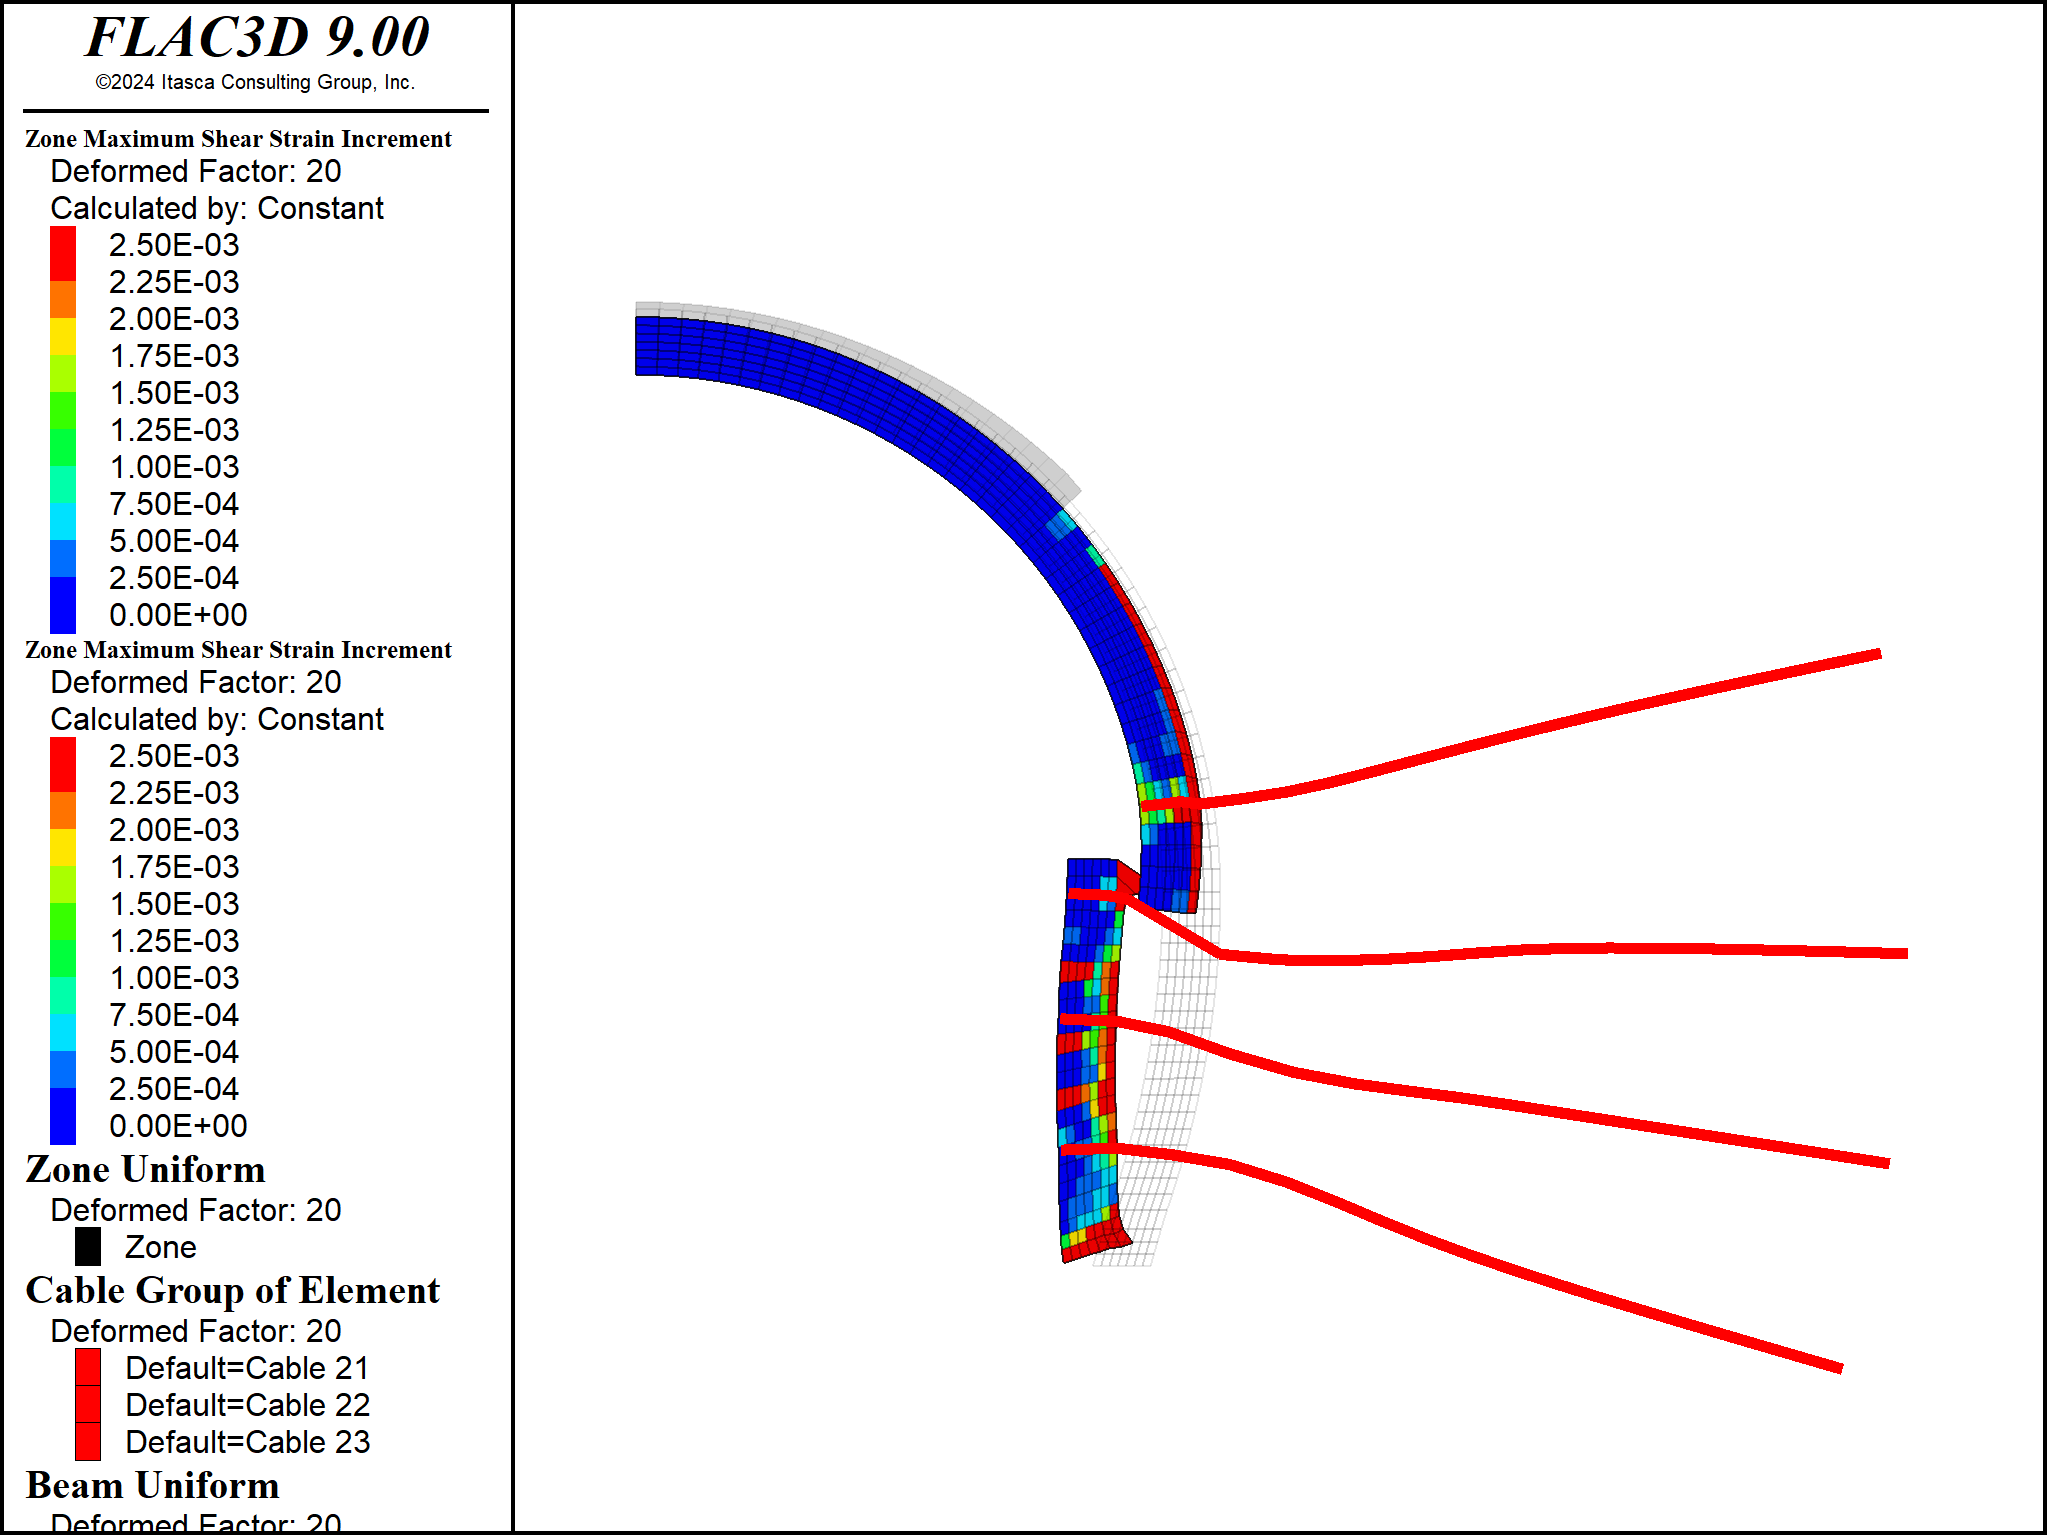 FLAC3D 9.00
©2024 Itasca Consulting Group, Inc.
Zone Maximum Shear Strain Increment
Deformed Factor: 20
Calculated by: Constant
2.50E-03
2.25E-03
2.00E-03
1.75E-03
1.50E-03
1.25E-03
1.00E-03
7.50E-04
5.00E-04
2.50E-04
0.00E+00
Zone Maximum Shear Strain Increment
Deformed Factor: 20
Calculated by: Constant
2.50E-03
2.25E-03
2.00E-03
1.75E-03
1.50E-03
1.25E-03
1.00E-03
7.50E-04
5.00E-04
2.50E-04
0.00E+00
Zone Uniform
Deformed Factor: 20
Zone
Cable Group of Element
Deformed Factor: 20
Default=Cable 21
Default=Cable 22
Default=Cable 23
Beam Uniform
Deformed Factor: 20